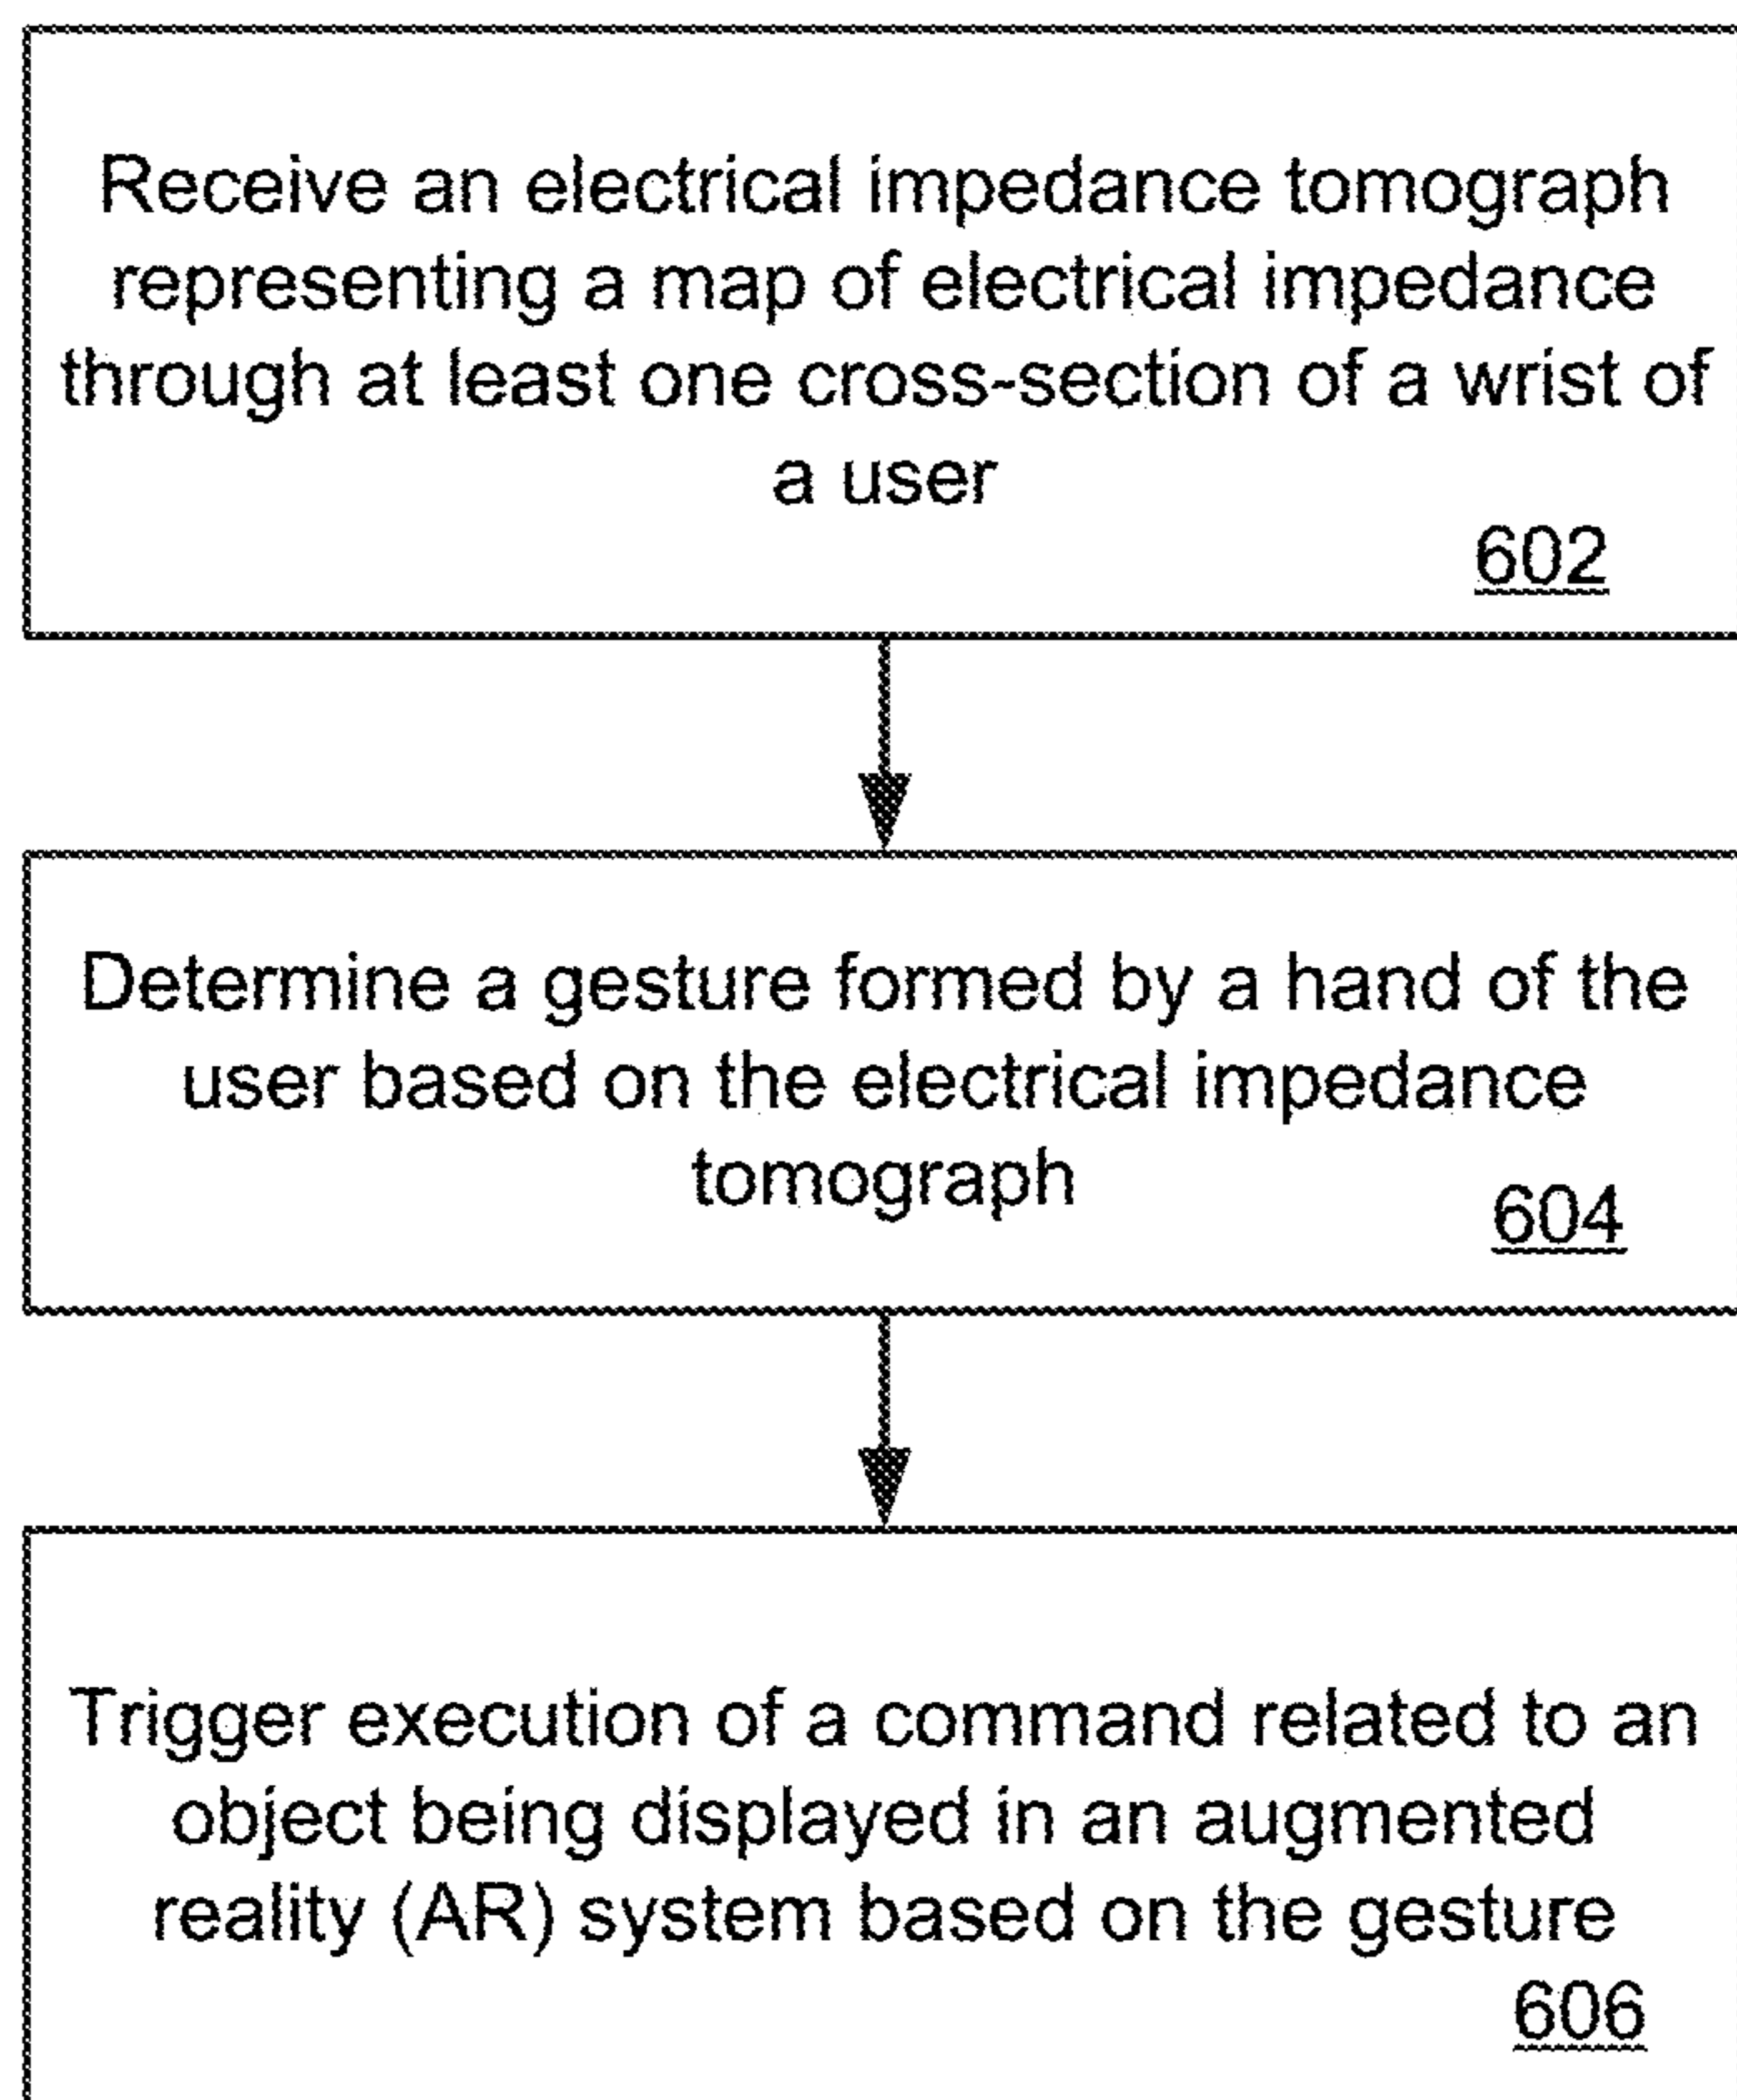 Receive an electrical impedance tomograph
representing a map of electrical impedance
through at least one cross-section of a wrist of
a user
602
Determine a gesture formed by a hand of the
user based on the electrical impedance
tomograph
604
Trigger execution of a command related to an
object being displayed in an augmented
reality (AR) system based on the gesture
606